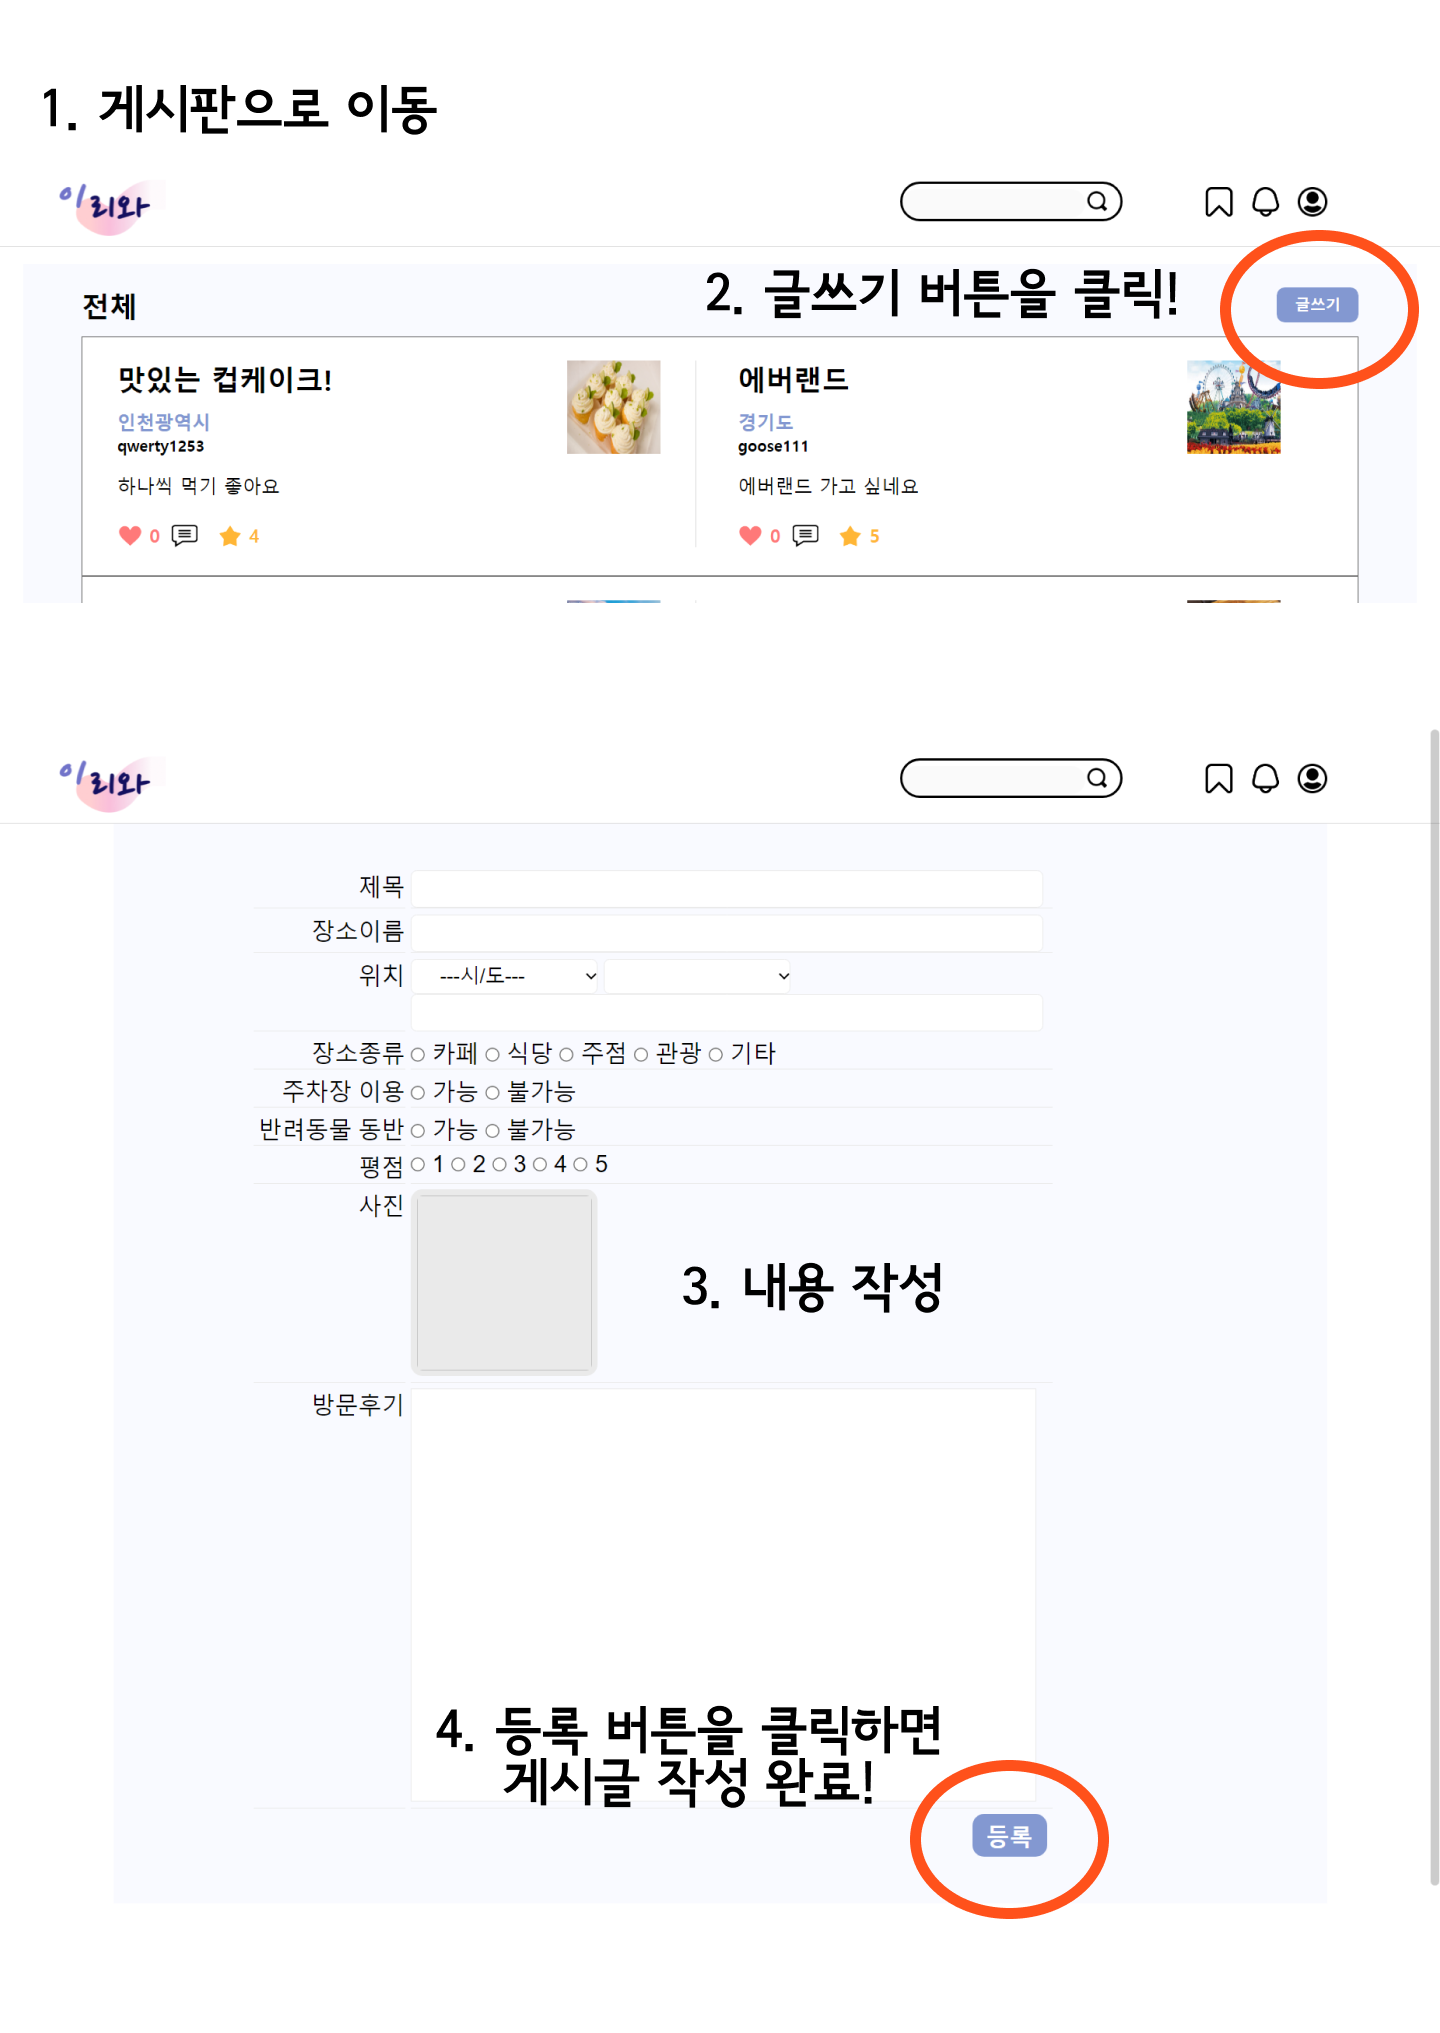 1. 게시판으로 이동
이리와
2. 글쓰기 버튼을 클릭!
전체
글쓰기
맛있는 컵케이크!
인천광역시
qwerty1253
하나씩 먹기 좋아요
0 4
에버랜드
경기도
goose111
에버랜드 가고 싶네요
0 5
이리와
제목
장소이름
위치 ---시/도---
장소종류 카페 식당 주점 관광 기타
주차장 이용 가능 불가능
반려동물 동반 가능 불가능
평점 1 2 3 4 5
사진
3. 내용 작성
방문후기
4. 등록 버튼을 클릭하면
게시글 작성 완료!
등록